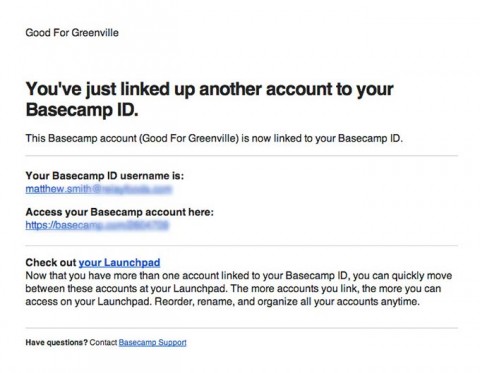 Good For Greenville
You've just linked up another account to your
Basecamp ID.
This Basecamp account (Good For Greenville) is now linked to your Basecamp ID.
Your Basecamp ID username is:
matthew.smith
Access your Basecamp account here:
https://basecamp
Check out your Launchpad
Now that you have more than one account linked to your Basecamp ID, you can quickly move
between these accounts at your Launchpad. The more accounts you link, the more you can
access on your Launchpad. Reorder, rename, and organize all your accounts anytime.
Have questions? Contact Basecamp Support